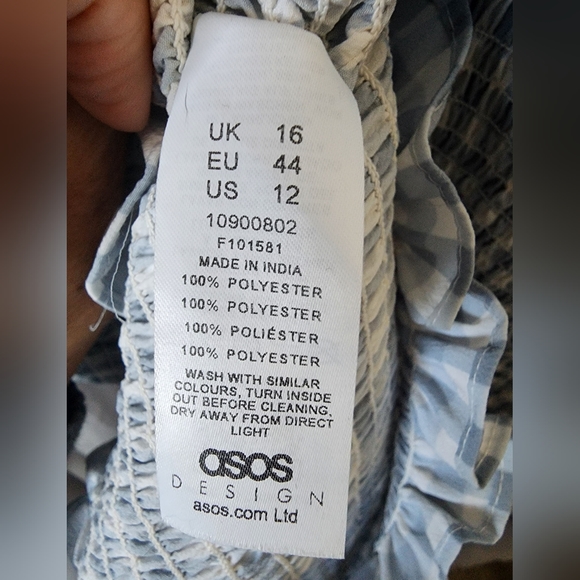 UK 16
EU 44
US 12
10900802
F101581
MADE IN INDIA
100% POLYESTER
100% POLYESTER
100% POLIÉSTER
100% POLYESTER
WASH WITH SIMILAR
COLOURS, TURN INSIDE
OUT BEFORE CLEANING.
DRY AWAY FROM DIRECT
LIGHT
asos
DESIGN
asos.com Ltd